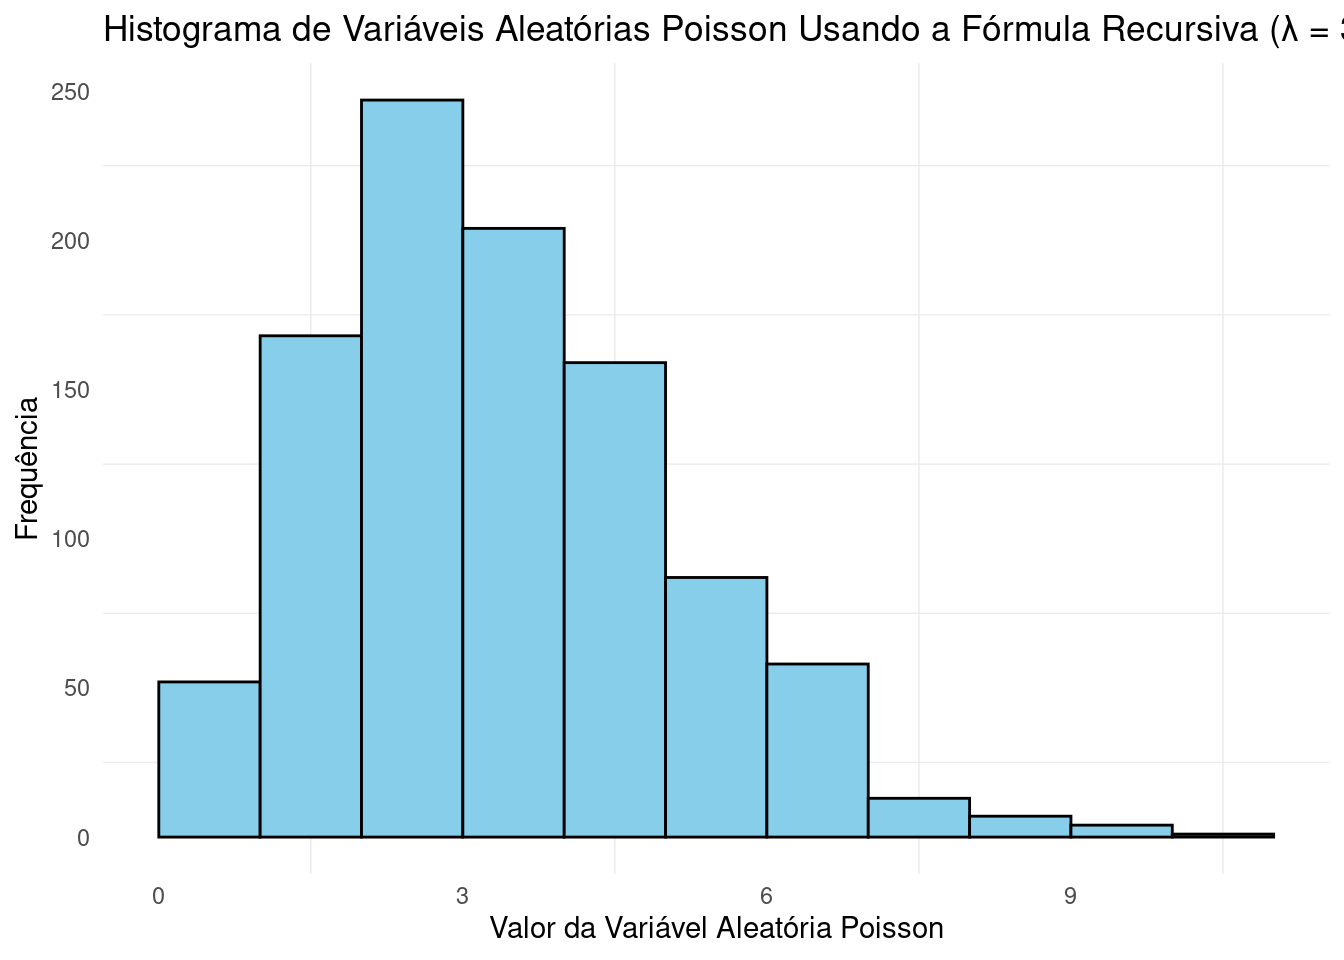 Histograma de Variáveis Aleatórias Poisson Usando a Fórmula Recursiva (λ =
250
200
150
100
50
0
Frequência
0 3 6 9
Valor da Variável Aleatória Poisson